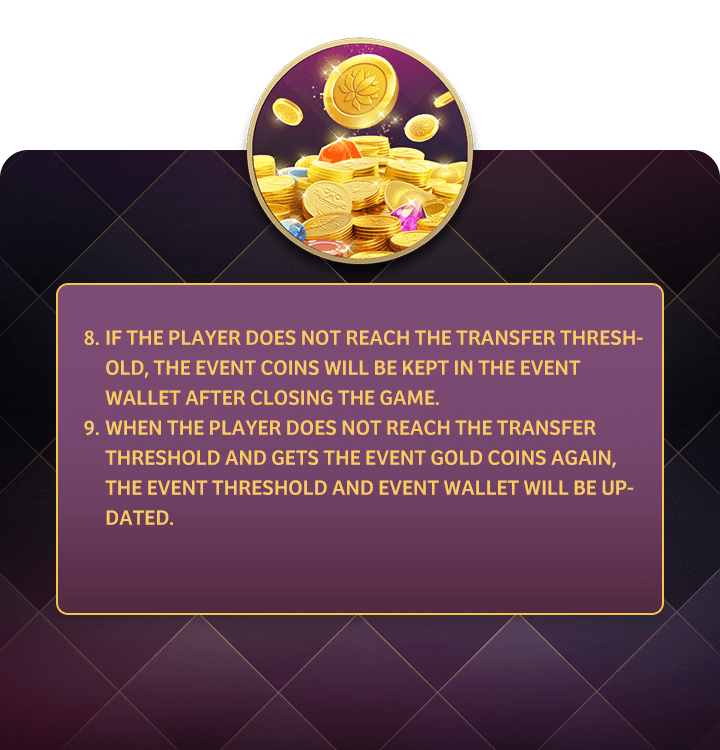 8. IF THE PLAYER DOES NOT REACH THE TRANSFER THRESH-
OLD, THE EVENT COINS WILL BE KEPT IN THE EVENT
WALLET AFTER CLOSING THE GAME.
9. WHEN THE PLAYER DOES NOT REACH THE TRANSFER
THRESHOLD AND GETS THE EVENT GOLD COINS AGAIN,
THE EVENT THRESHOLD AND EVENT WALLET WILL BE UP-
DATED.